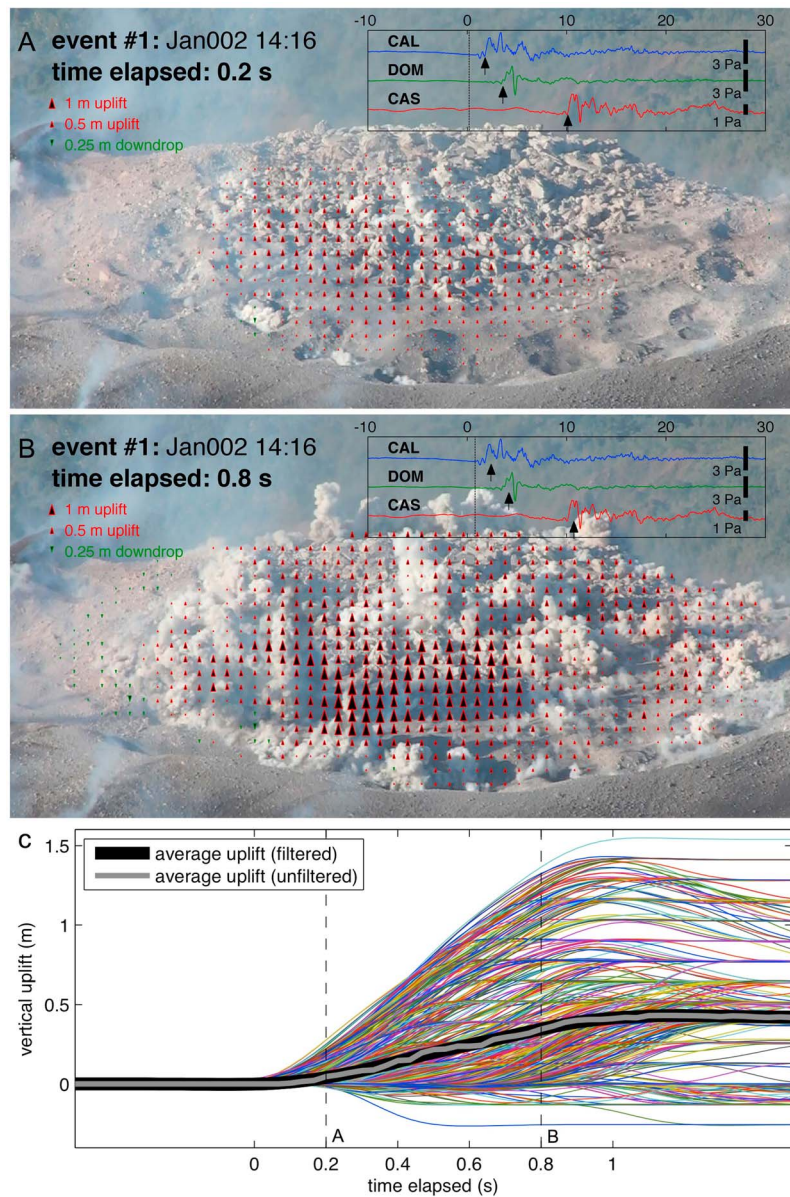 A
event #1: Jan002 14:16
time elapsed: 0.2 s
1 m uplift
0.5 m uplift
0.25 m downdrop
-10 0 10 20 30
CAL
3 Pa
DOM
3 Pa
CAS
1 Pa
B
event #1: Jan002 14:16
time elapsed: 0.8 s
1 m uplift
0.5 m uplift
0.25 m downdrop
-10 0 10 20 30
CAL
3 Pa
DOM
3 Pa
CAS
1 Pa
c
average uplift (filtered)
average uplift (unfiltered)
vertical uplift (m)
1.5
1
0.5
0
A
B
0 0.2 0.4 0.6 0.8 1
time elapsed (s)